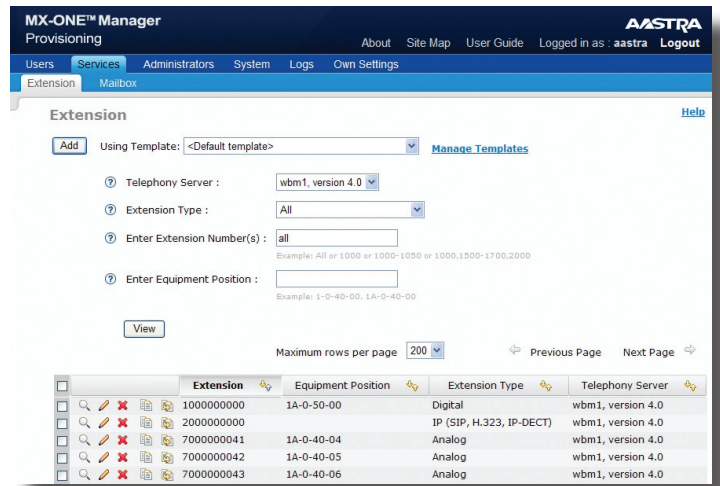 MX-ONE™ Manager
Provisioning
AASTRA
About Site Map User Guide Logged in as : aastra Logout
Users Services Administrators System Logs Own Settings
Extension Mailbox
Extension
Help
Add Using Template: <Default template> Manage Templates
? Telephony Server : wbm1, version 4.0
? Extension Type : All
? Enter Extension Number(s) : all
Example: All or 1000 or 1000-1050 or 1000,1500-1700,2000
? Enter Equipment Position :
Example: 1-0-40-00, 1A-0-40-00
View
Maximum rows per page 200 Previous Page Next Page
Extension Equipment Position Extension Type Telephony Server
1000000000 1A-0-50-00 Digital wbm1, version 4.0
2000000000 IP (SIP, H.323, IP-DECT) wbm1, version 4.0
7000000041 1A-0-40-04 Analog wbm1, version 4.0
7000000042 1A-0-40-05 Analog wbm1, version 4.0
7000000043 1A-0-40-06 Analog wbm1, version 4.0